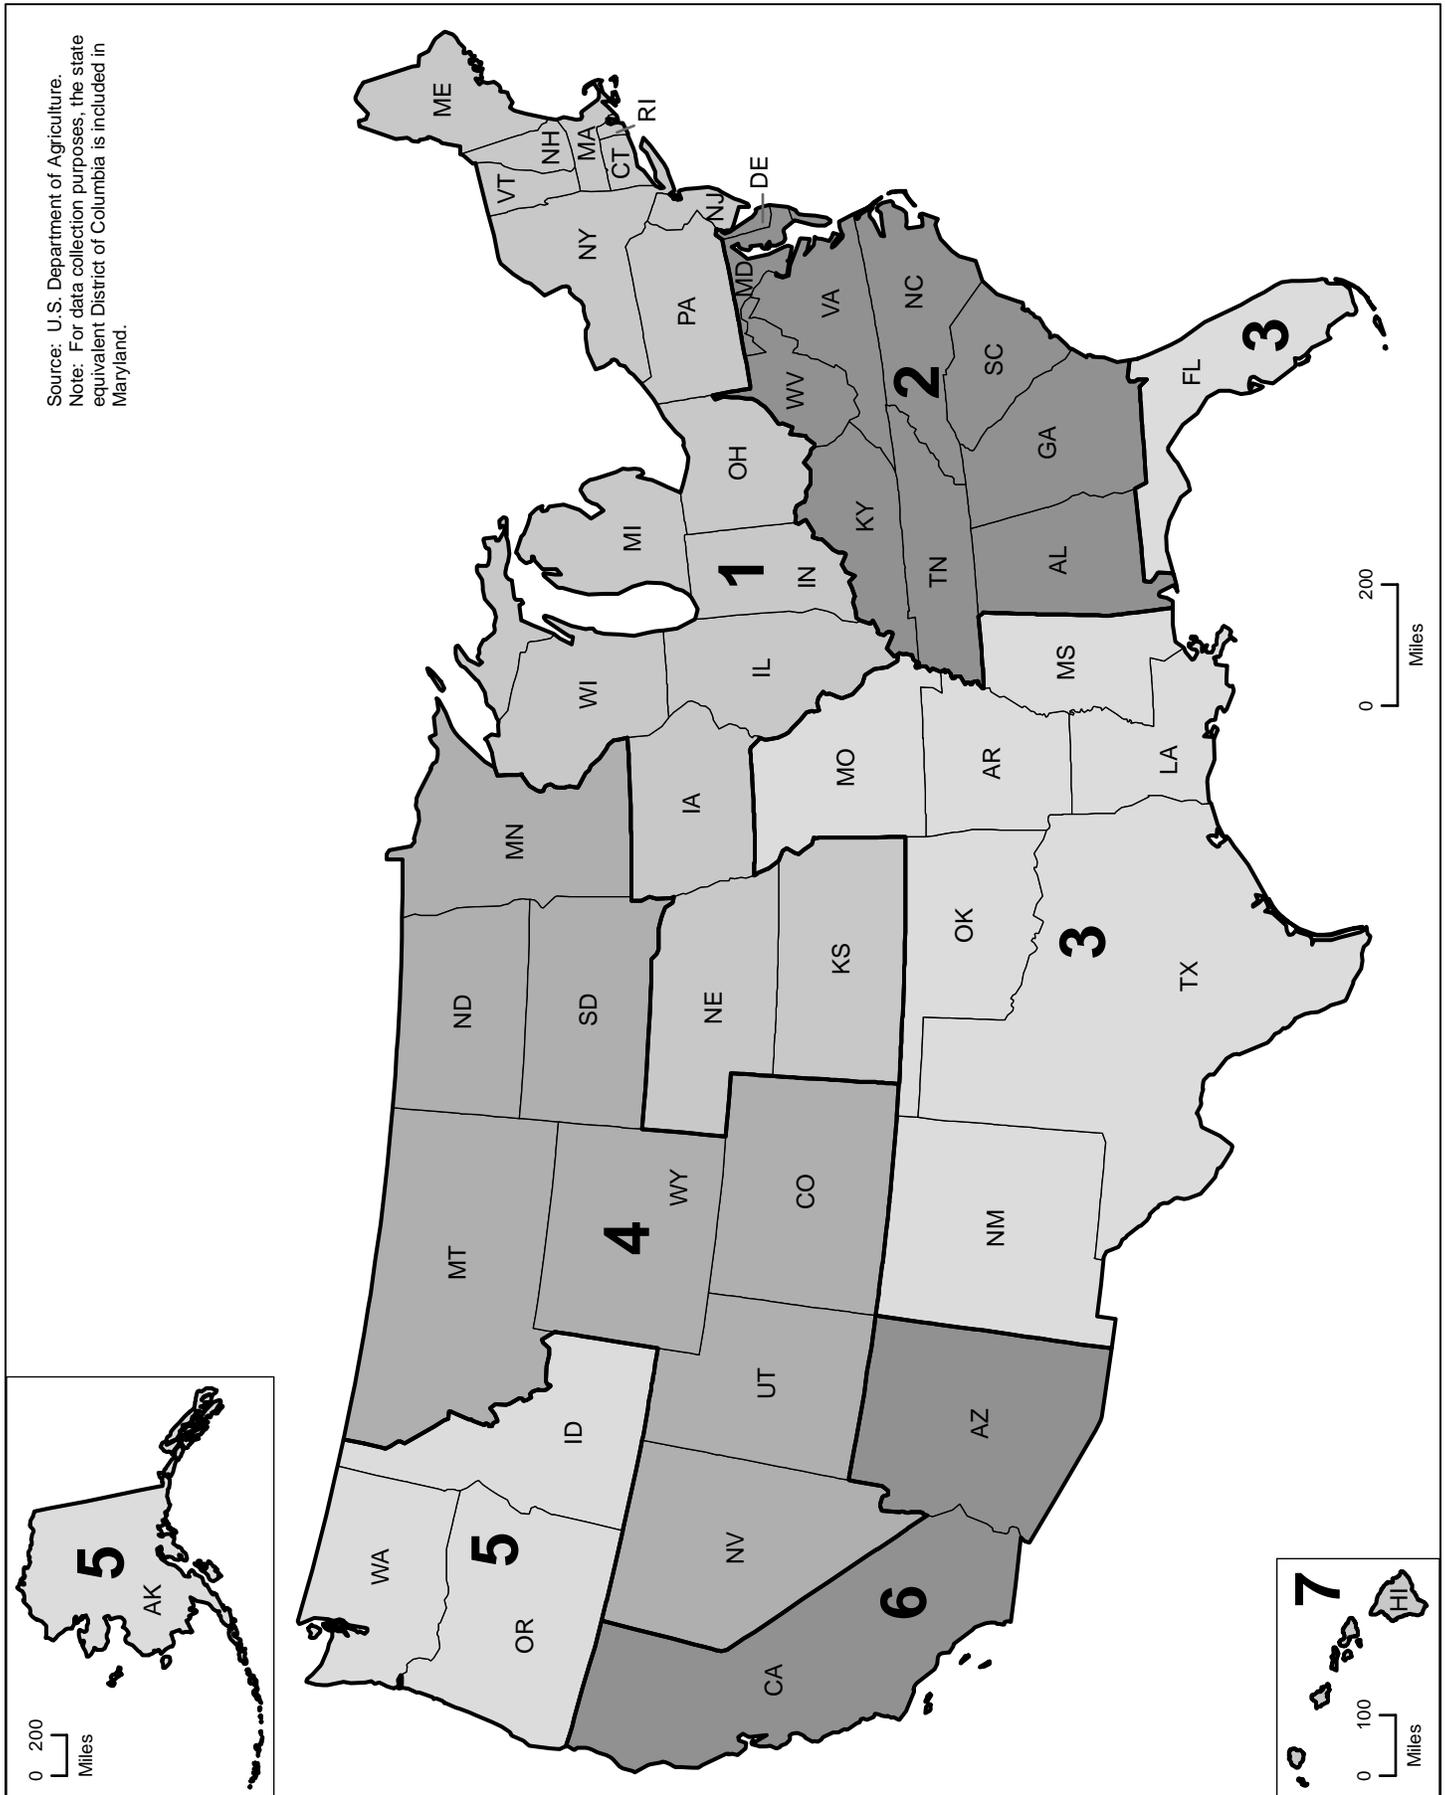 Source: U.S. Department of Agriculture.
Note: For data collection purposes, the state
equivalent District of Columbia is included in
Maryland.
ME
VT
NH
MA
RI
CT
NY
NJ
DE
PA
MD
VA
WV
NC
2
SC
GA
FL
3
OH
MI
1
IN
KY
TN
AL
WI
IL
MS
MN
IA
MO
AR
LA
ND
SD
NE
KS
OK
3
TX
MT
4
WY
CO
NM
ID
UT
AZ
WA
5
OR
NV
6
CA
5
AK
0 200
Miles
7
HI
0 100
Miles
0 200
Miles